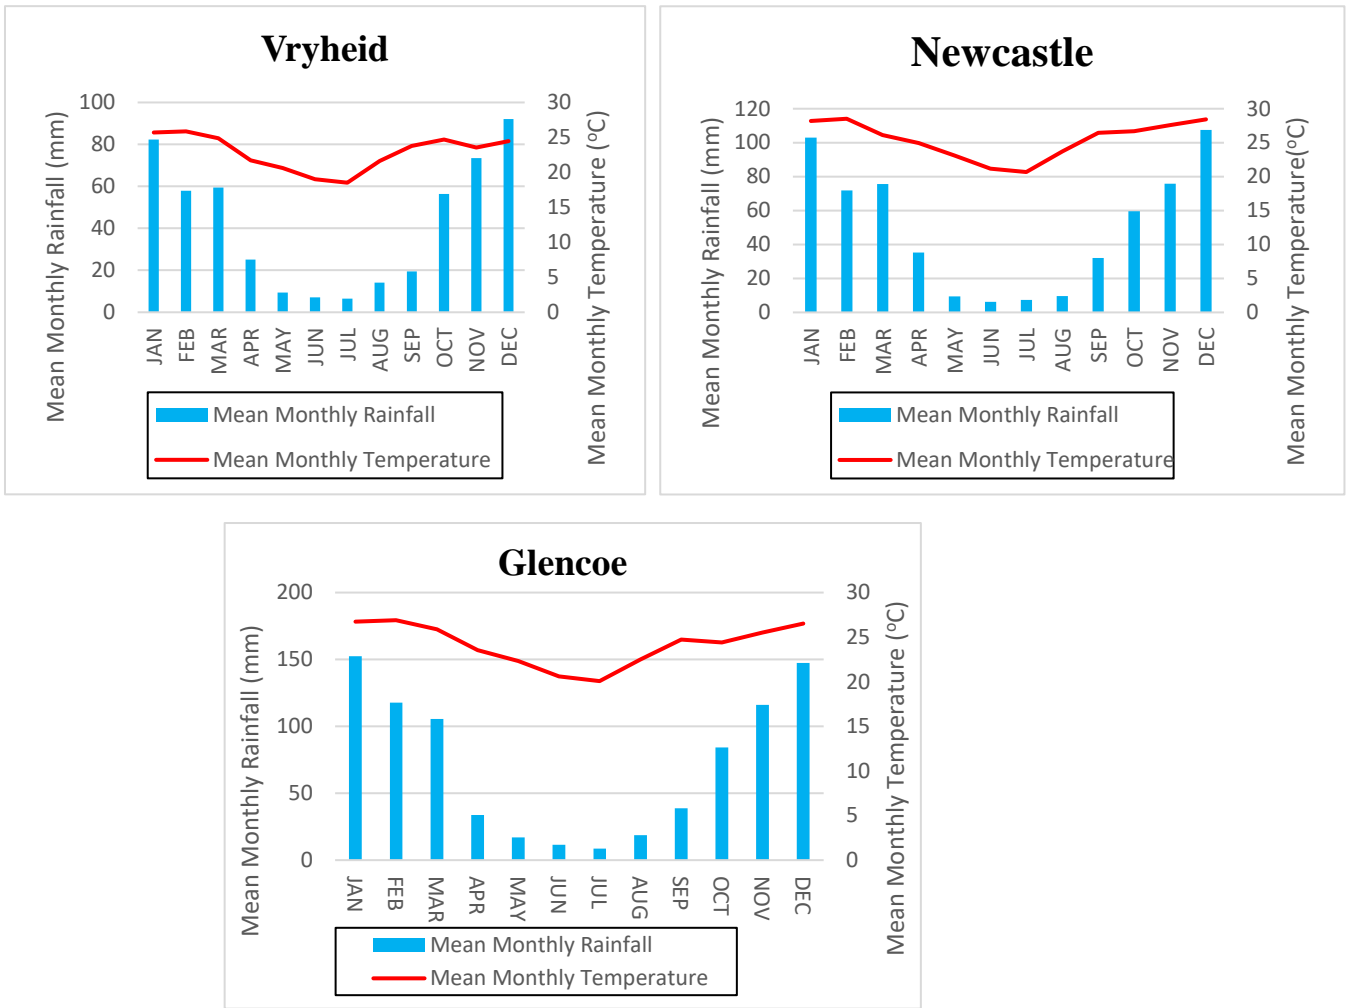 Vryheid
Mean Monthly Rainfall (mm)
100
80
60
40
20
0
30
25
20
15
10
5
0
Mean Monthly Temperature (ºC)
JAN
FEB
MAR
APR
MAY
JUN
JUL
AUG
SEP
OCT
NOV
DEC
Mean Monthly Rainfall
Mean Monthly Temperature
Newcastle
Mean Monthly Rainfall (mm)
120
100
80
60
40
20
0
30
25
20
15
10
5
0
Mean Monthly Temperature(ºC)
JAN
FEB
MAR
APR
MAY
JUN
JUL
AUG
SEP
OCT
NOV
DEC
Mean Monthly Rainfall
Mean Monthly Temperature
Glencoe
Mean Monthly Rainfall (mm)
200
150
100
50
0
30
25
20
15
10
5
0
Mean Monthly Temperature (ºC)
JAN
FEB
MAR
APR
MAY
JUN
JUL
AUG
SEP
OCT
NOV
DEC
Mean Monthly Rainfall
Mean Monthly Temperature